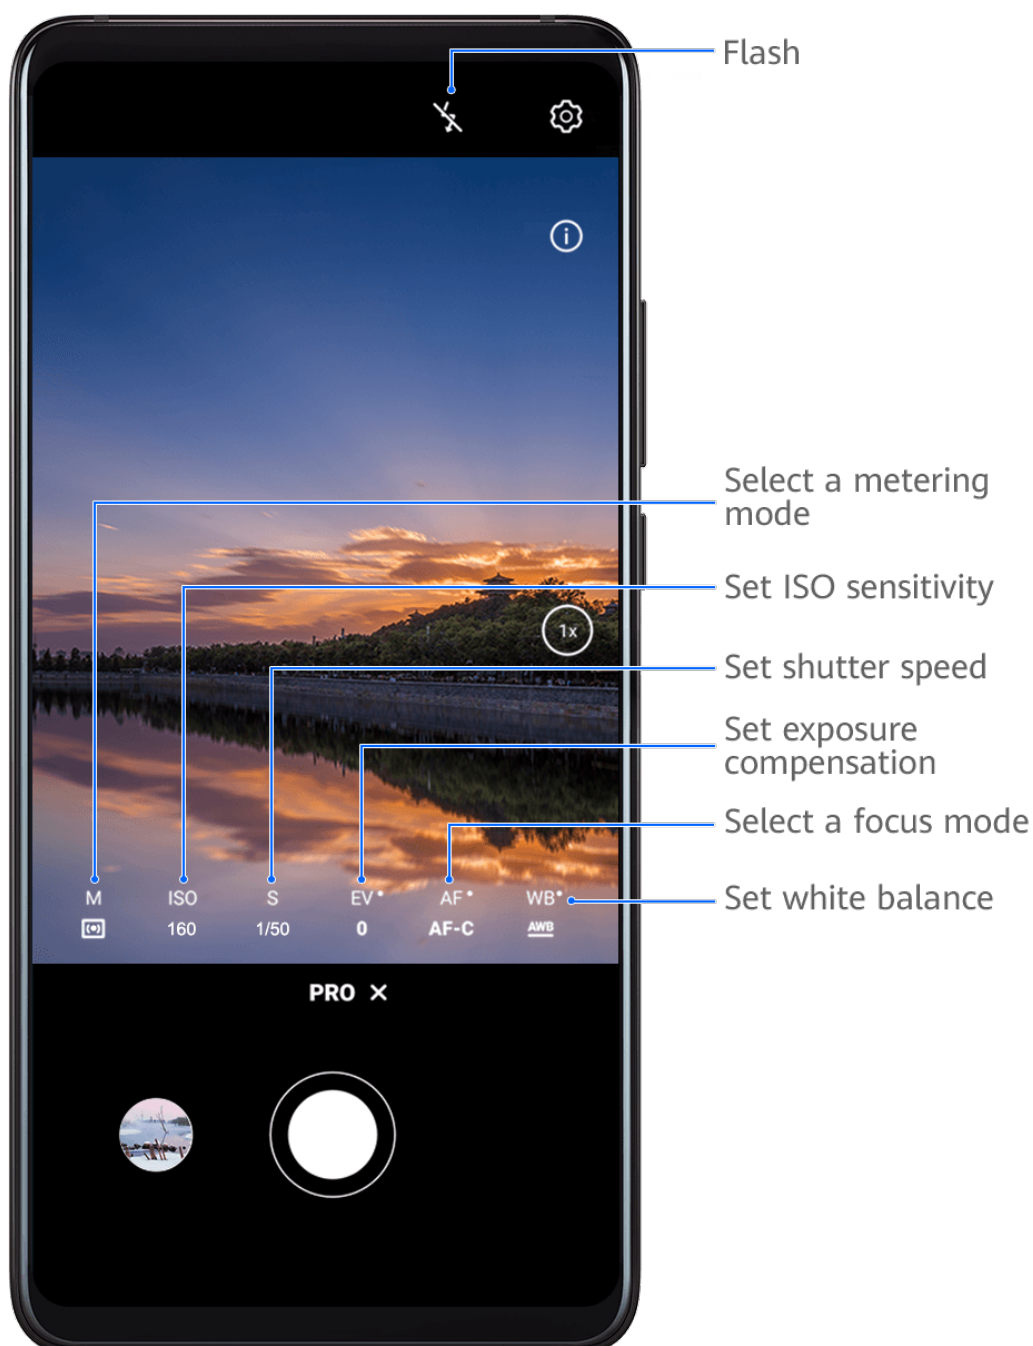 Flash
i
Select a metering
mode
Set ISO sensitivity
1x
Set shutter speed
Set exposure
compensation
Select a focus mode
Set white balance
M ISO S EV AF WB
160 1/50 0 AF-C AWB
PRO